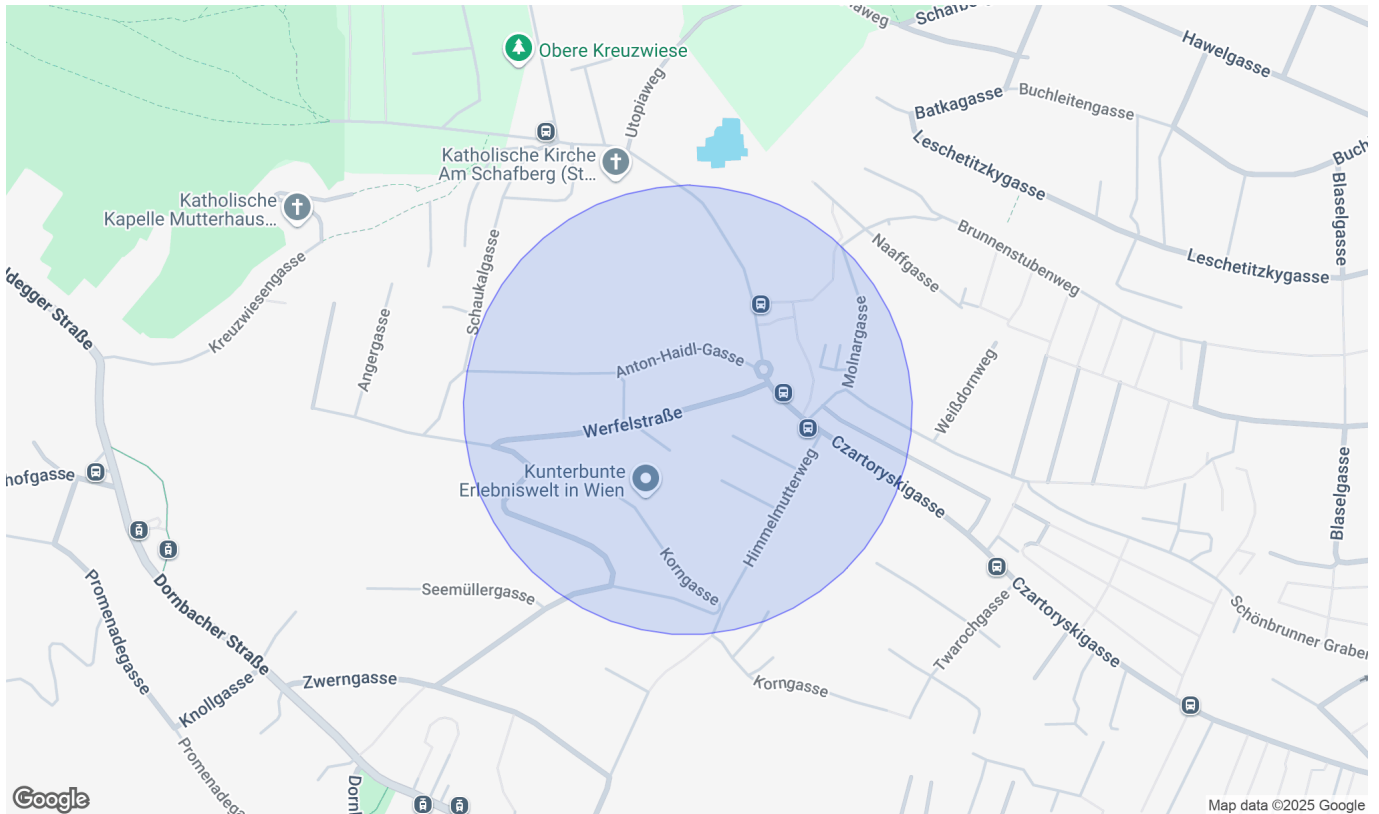 naweg
Schafbe
Obere Kreuzwiese
Hawelgasse
Utopiaweg
Batkagasse
Buchleitengasse
Leschetitzkygasse
Buch
Katholische Kirche
Am Schafberg (St...
Katholische
Kapelle Mutterhaus...
Blaselgasse
Brunnenstubenweg
Naaffgasse
Leschetitzkygasse
Schaukalgasse
Kreuzwiesengasse
degger Straße
Angergasse
Molnargasse
Anton-Haidl-Gasse
Weißdornweg
Werfelstraße
Czartoryskigasse
Kunterbunte
Erlebniswelt in Wien
hofgasse
Himmelmutterweg
Blaselgasse
Korngasse
Seemüllergasse
Promenadegasse
Dornbacher Straße
Czartoryskigasse
Twarochgasse
Schönbrunner Graben
Zwerngasse
Knollgasse
Korngasse
Promenadega
Dornb
Google
Map data ©2025 Google